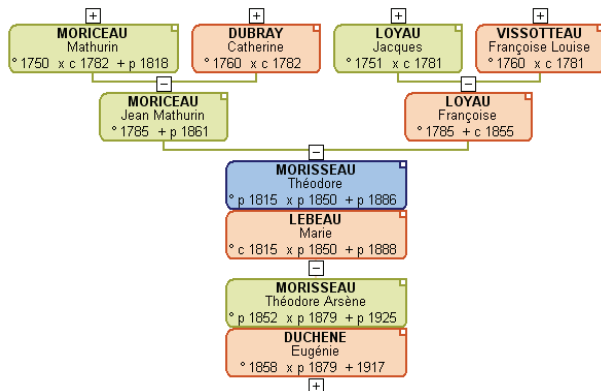 MORICEAU
Mathurin
° 1750 x c 1782 + p 1818
DUBRAY
Catherine
° 1760 x c 1782
LOYAU
Jacques
° 1751 x c 1781
VISSOTTEAU
Françoise Louise
° 1760 x c 1781
MORICEAU
Jean Mathurin
° 1785 + p 1861
LOYAU
Françoise
° 1785 + c 1855
MORISSEAU
Théodore
° p 1815 x p 1850 + p 1886
LEBEAU
Marie
° c 1815 x p 1850 + p 1888
MORISSEAU
Théodore Arsène
° p 1852 x p 1879 + p 1925
DUCHENE
Eugénie
° 1858 x p 1879 + 1917